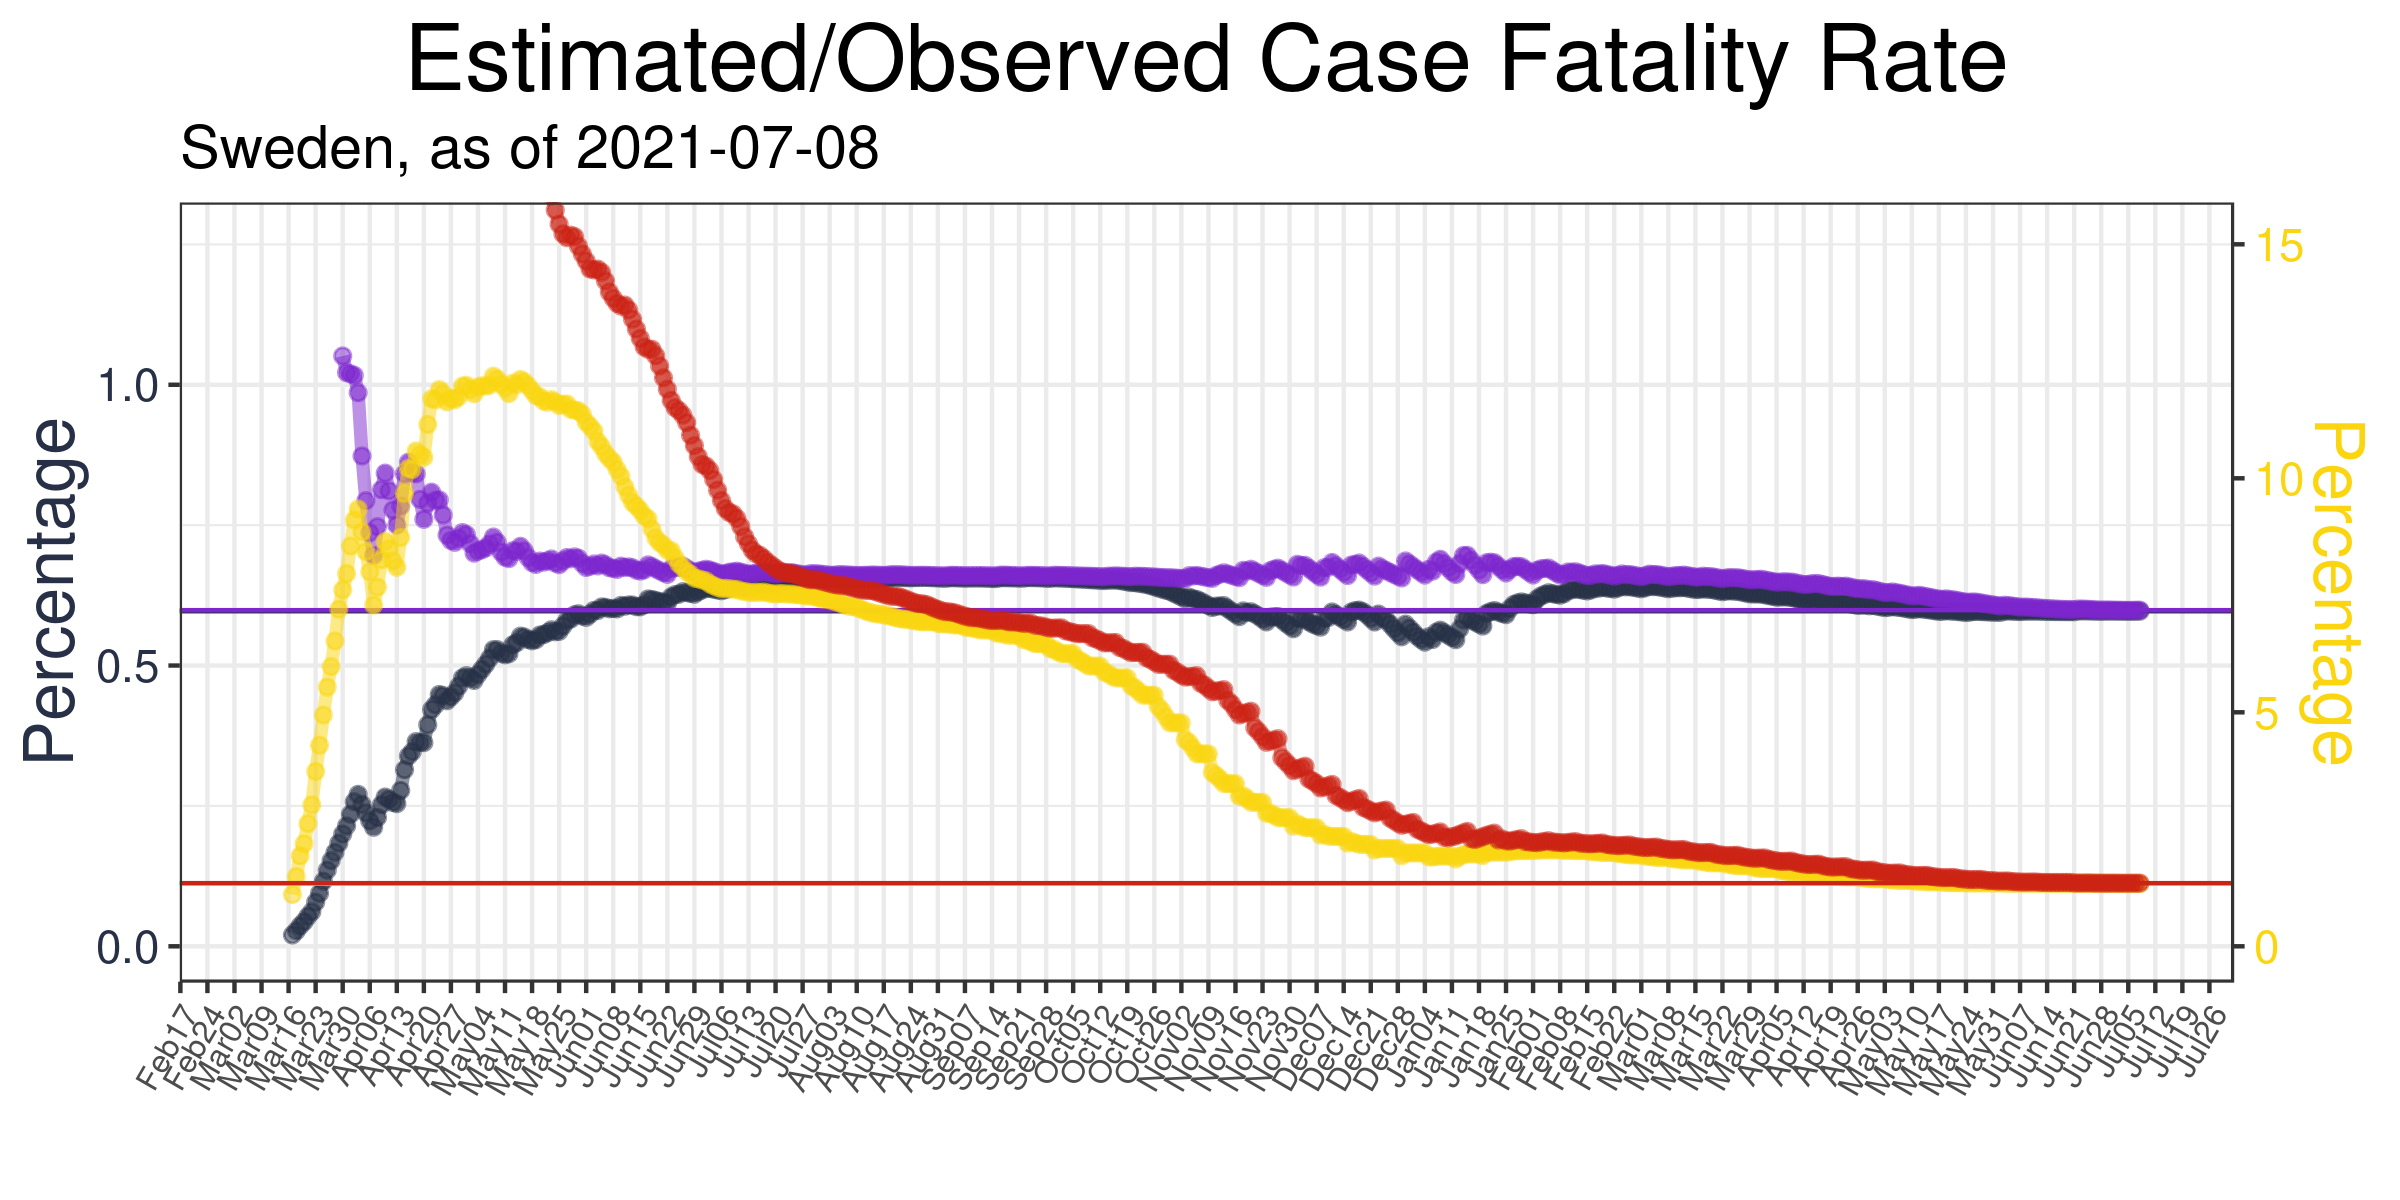 Estimated/Observed Case Fatality Rate
Sweden, as of 2021-07-08
Percentage
1.0
0.5
0.0
15
10
5
0
Percentage
Feb17
Feb24
Mar02
Mar09
Mar16
Mar23
Mar30
Apr06
Apr13
Apr20
Apr27
May04
May11
May18
May25
Jun01
Jun08
Jun15
Jun22
Jun29
Jul06
Jul13
Jul20
Jul27
Aug03
Aug10
Aug17
Aug24
Aug31
Sep07
Sep14
Sep21
Sep28
Oct05
Oct12
Oct19
Oct26
Nov02
Nov09
Nov16
Nov23
Nov30
Dec07
Dec14
Dec21
Dec28
Jan04
Jan11
Jan18
Jan25
Feb01
Feb08
Feb15
Feb22
Mar01
Mar08
Mar15
Mar22
Mar29
Apr05
Apr12
Apr19
Apr26
May03
May10
May17
May24
May31
Jun07
Jun14
Jun21
Jun28
Jul05
Jul12
Jul19
Jul26